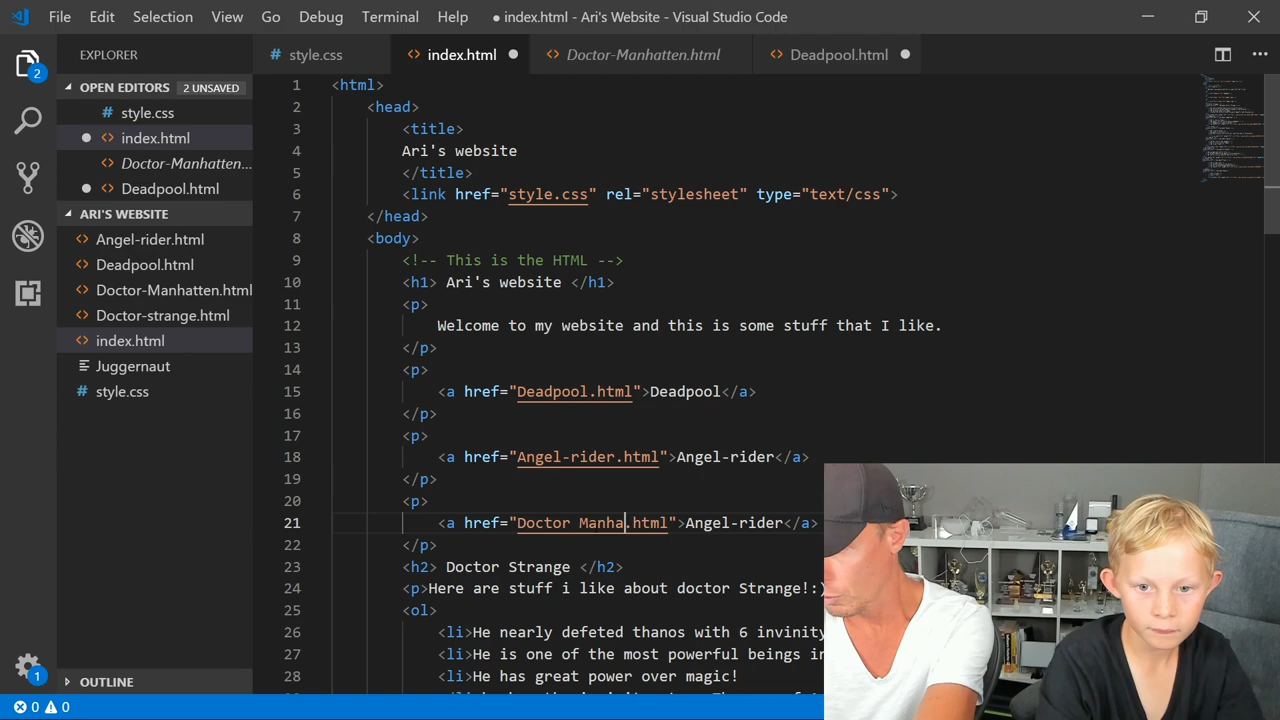 File Edit Selection View Go Debug Terminal Help ● index.html - Ari's Website - Visual Studio Code
EXPLORER
style.css
index.html
Doctor-Manhatten.html
Deadpool.html
OPEN EDITORS 2 UNSAVED
style.css
index.html
Doctor-Manhatten...
Deadpool.html
ARI'S WEBSITE
Angel-rider.html
Deadpool.html
Doctor-Manhatten.html
Doctor-strange.html
index.html
Juggernaut
style.css
OUTLINE
2
1
0 0
1 <html>
2 <head>
3 <title>
4 Ari's website
5 </title>
6 <link href="style.css" rel="stylesheet" type="text/css">
7 </head>
8 <body>
9 <!-- This is the HTML -->
10 <h1> Ari's website </h1>
11 <p>
12 Welcome to my website and this is some stuff that I like.
13 </p>
14 <p>
15 <a href="Deadpool.html">Deadpool</a>
16 </p>
17 <p>
18 <a href="Angel-rider.html">Angel-rider</a>
19 </p>
20 <p>
21 <a href="Doctor Manha.html">Angel-rider</a>
22 </p>
23 <h2> Doctor Strange </h2>
24 <p>Here are stuff i like about doctor Strange!:)
25 <ol>
26 <li>He nearly defeted thanos with 6 invinity
27 <li>He is one of the most powerful beings in
28 <li>He has great power over magic!